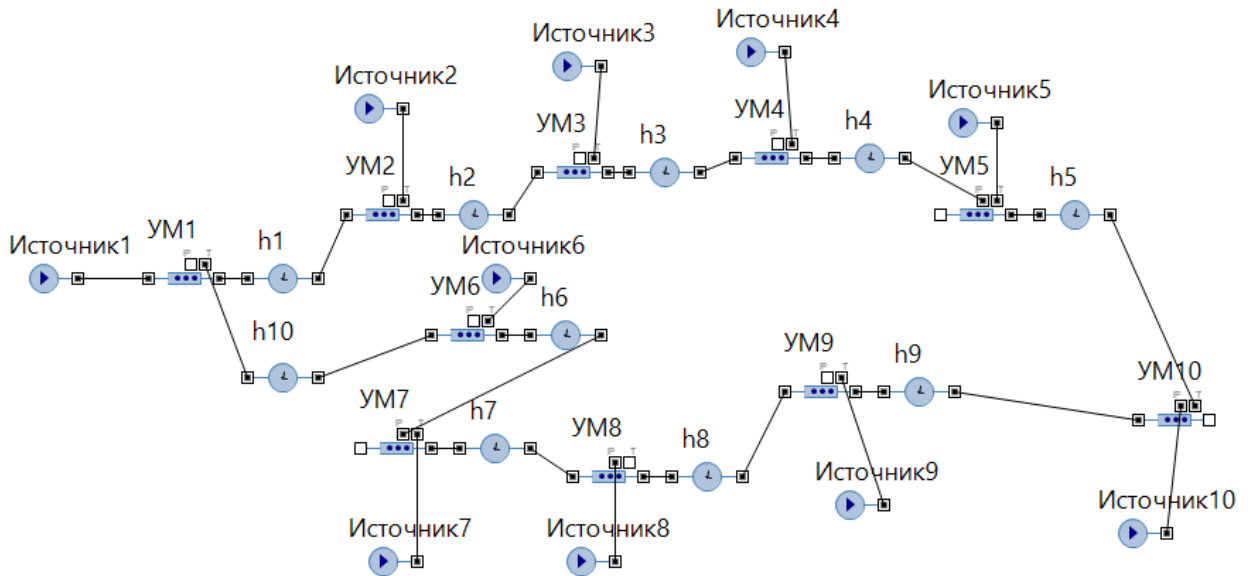 Источник4
Источник3
Источник2
Источник5
УМ4
h4
P T
УМ3
h3
P T
УМ2
h2
P T
УМ5
h5
P T
Источник1
УМ1
h1
P T
Источник6
УМ6
h6
P T
h10
УМ9
h9
P T
УМ10
P T
УМ7
h7
P T
УМ8
h8
P T
Источник9
Источник10
Источник7
Источник8